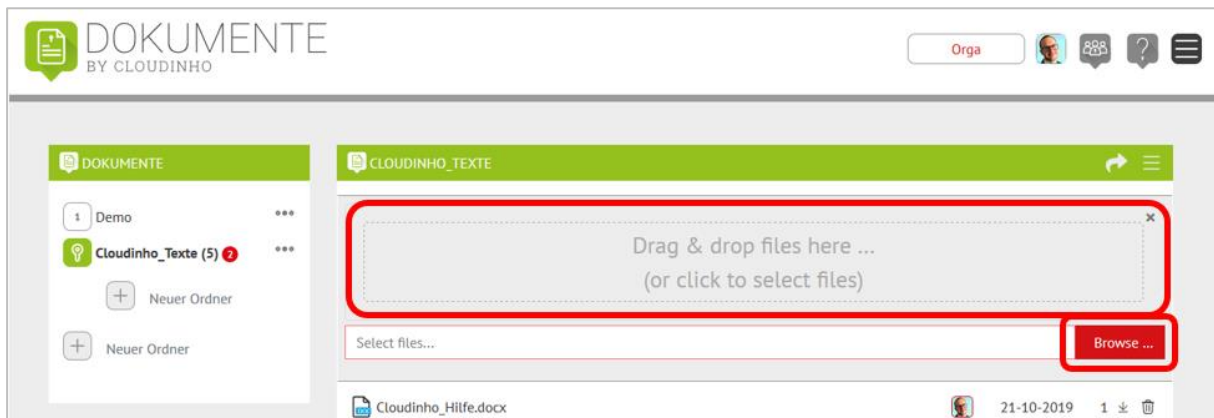 DOKUMENTE
BY CLOUDINHO
Orga
DOKUMENTE
1 Demo
Cloudinho_Texte (5) 2
Neuer Ordner
Neuer Ordner
CLOUDINHO_TEXTE
Drag & drop files here ...
(or click to select files)
Select files...
Browse ...
Cloudinho_Hilfe.docx
21-10-2019
1